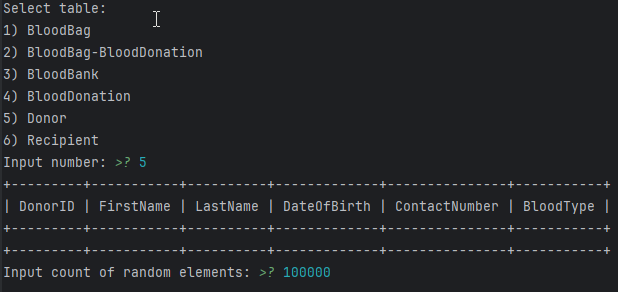 Select table:
1) BloodBag
2) BloodBag-BloodDonation
3) BloodBank
4) BloodDonation
5) Donor
6) Recipient
Input number: >? 5
+---------+-----------+----------+-------------+---------------+-----------+
| DonorID | FirstName | LastName | DateOfBirth | ContactNumber | BloodType |
+---------+-----------+----------+-------------+---------------+-----------+
+---------+-----------+----------+-------------+---------------+-----------+
Input count of random elements: >? 100000